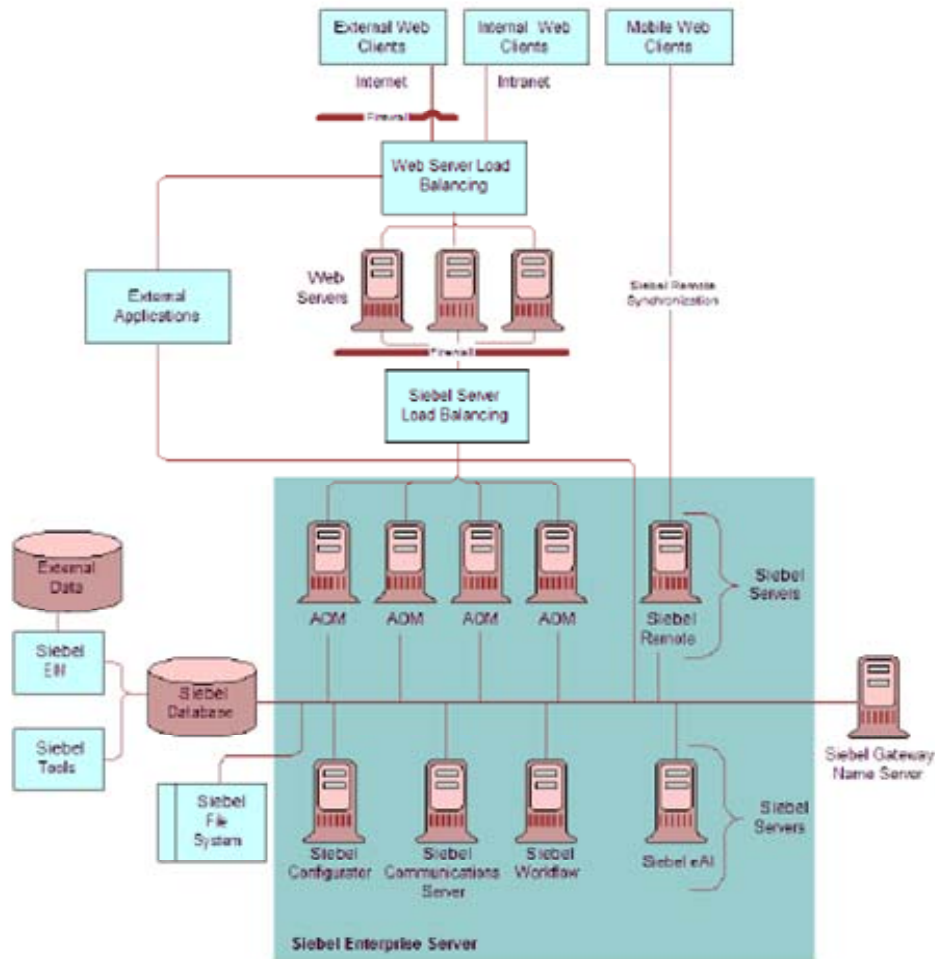 External Web
Clients
Internal Web
Clients
Mobile Web
Clients
Internet
Intranet
Firewall
Web Server Load
Balancing
Web
Servers
External
Applications
Siebel Remote
Synchronization
Firewall
Siebel Server
Load Balancing
AOM
AOM
AOM
AOM
Siebel
Remote
Siebel
Servers
External
Data
Siebel
EIM
Siebel
Database
Siebel
Tools
Siebel
File
System
Siebel Gateway
Name Server
Siebel
Configurator
Siebel
Communications
Server
Siebel
Workflow
Siebel eAI
Siebel
Servers
Siebel Enterprise Server